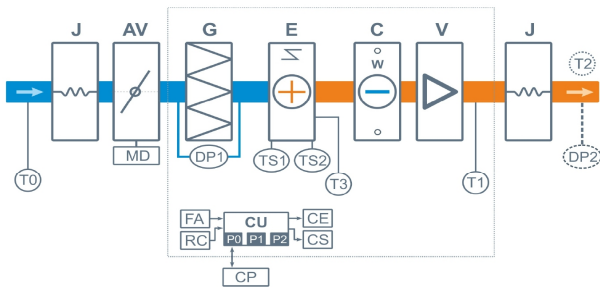 J AV G E C V J
w
T2
MD
DP1
TS1 TS2
DP2
T0
T3
T1
FA
CU
CE
RC
P0 P1 P2
CS
CP